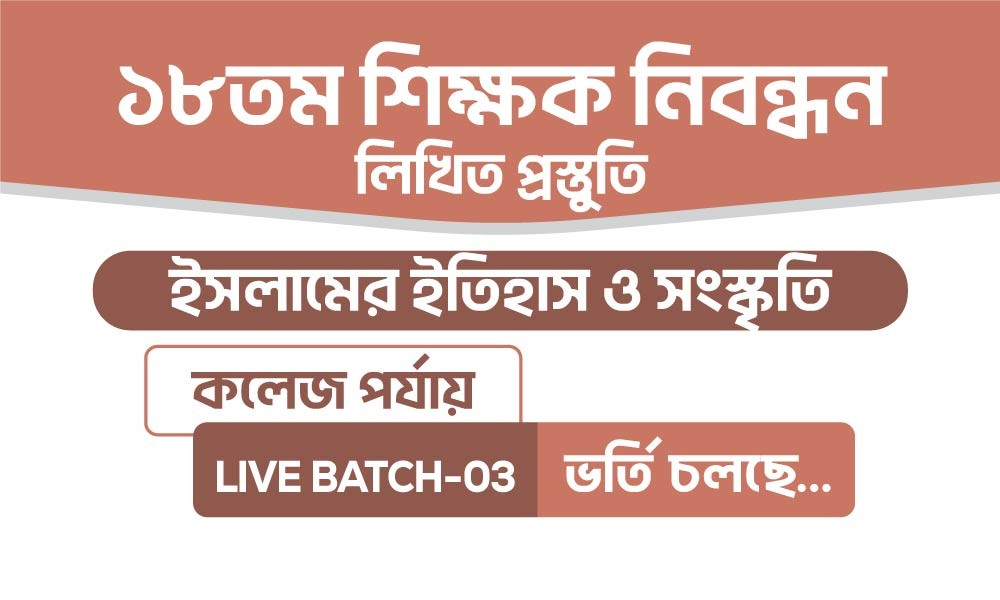 ১৮তম শিক্ষক নিবন্ধন
লিখিত প্রস্তুতি
ইসলামের ইতিহাস ও সংস্কৃতি
কলেজ পর্যায়
LIVE BATCH-03 ভর্তি চলছে...